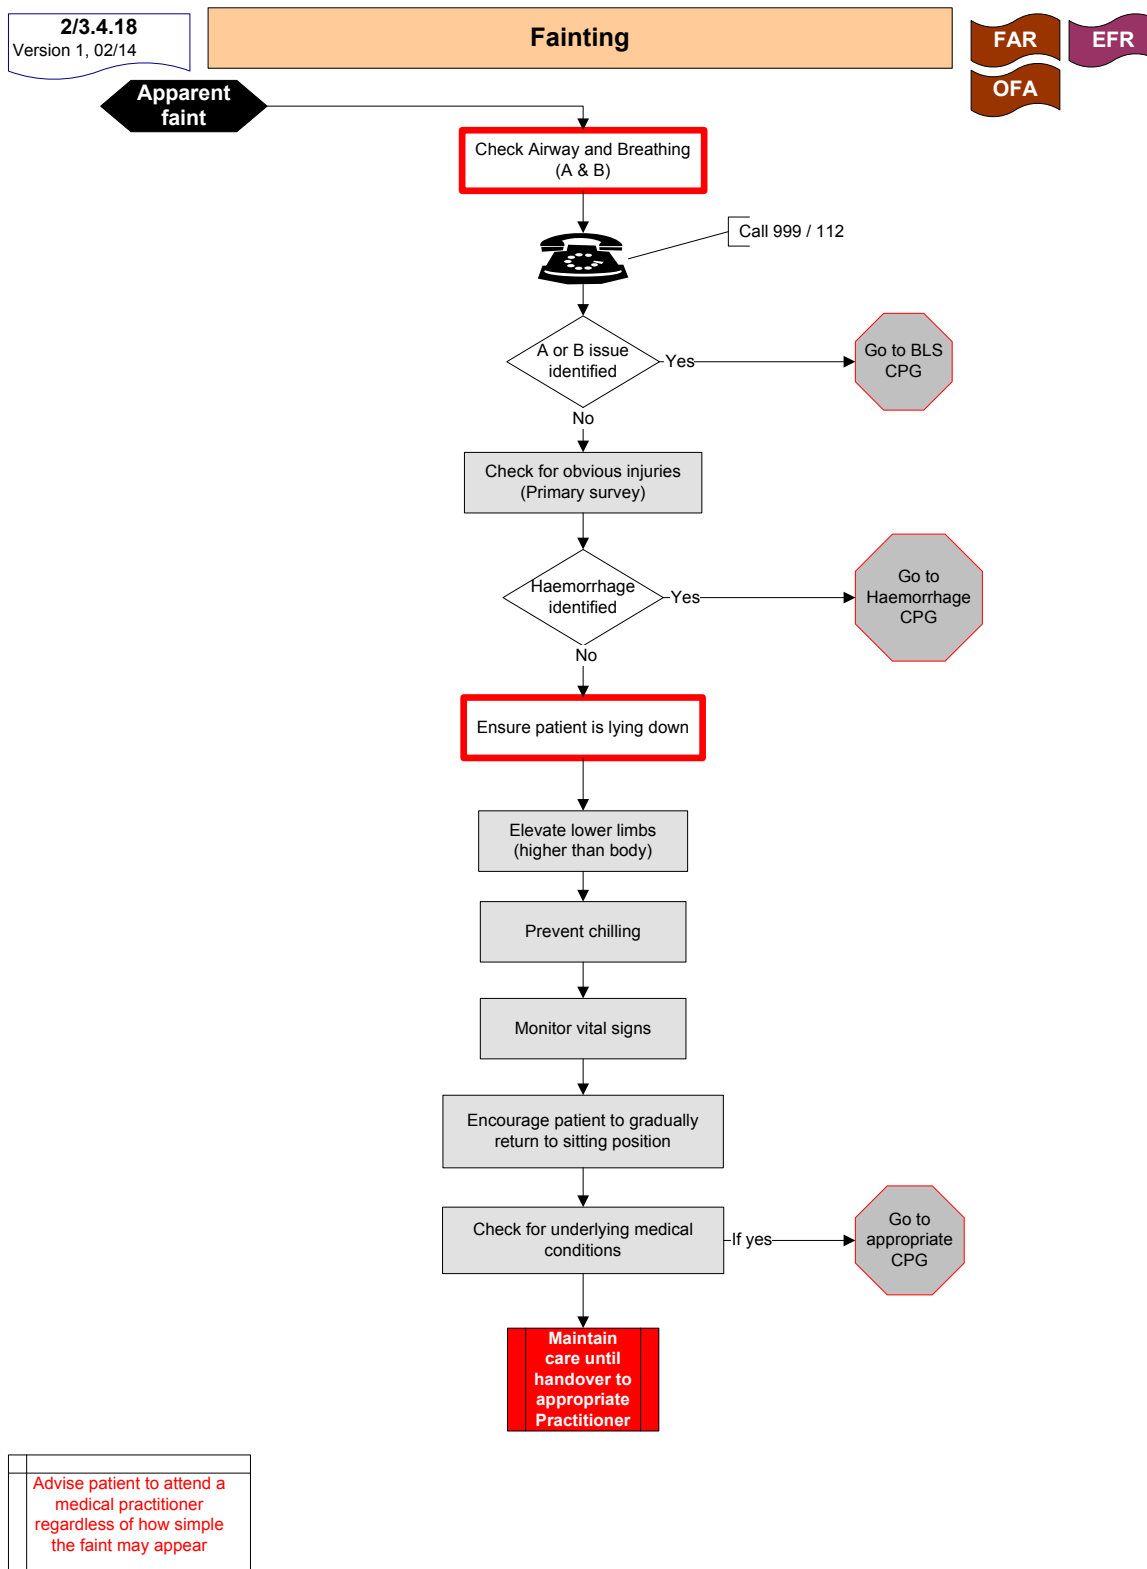 2/3.4.18
Version 1, 02/14
Fainting
FAR
EFR
OFA
Apparent
faint
Check Airway and Breathing
(A & B)
Call 999 / 112
A or B issue
identified
Yes
Go to BLS
CPG
No
Check for obvious injuries
(Primary survey)
Haemorrhage
identified
Yes
Go to
Haemorrhage
CPG
No
Ensure patient is lying down
Elevate lower limbs
(higher than body)
Prevent chilling
Monitor vital signs
Encourage patient to gradually
return to sitting position
Check for underlying medical
conditions
If yes
Go to
appropriate
CPG
Maintain
care until
handover to
appropriate
Practitioner
Advise patient to attend a
medical practitioner
regardless of how simple
the faint may appear